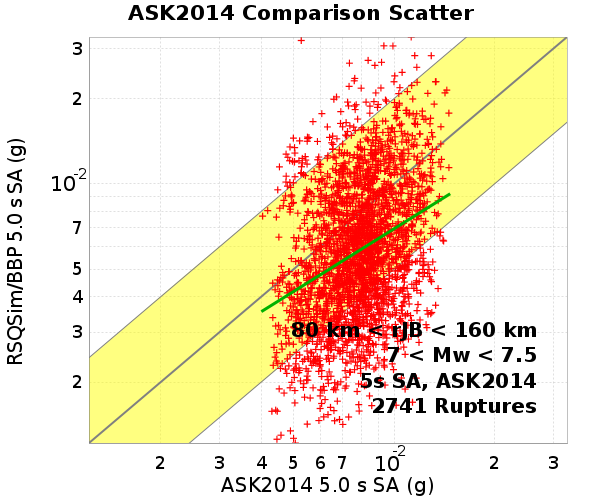 ASK2014 Comparison Scatter
RSQSim/BBP 5.0 s SA (g)
3
2
10-2
7
5
4
3
2
80 km < rJB < 160 km
7 < Mw < 7.5
5s SA, ASK2014
2741 Ruptures
2 3 4 5 6 7 10-2 2 3
ASK2014 5.0 s SA (g)